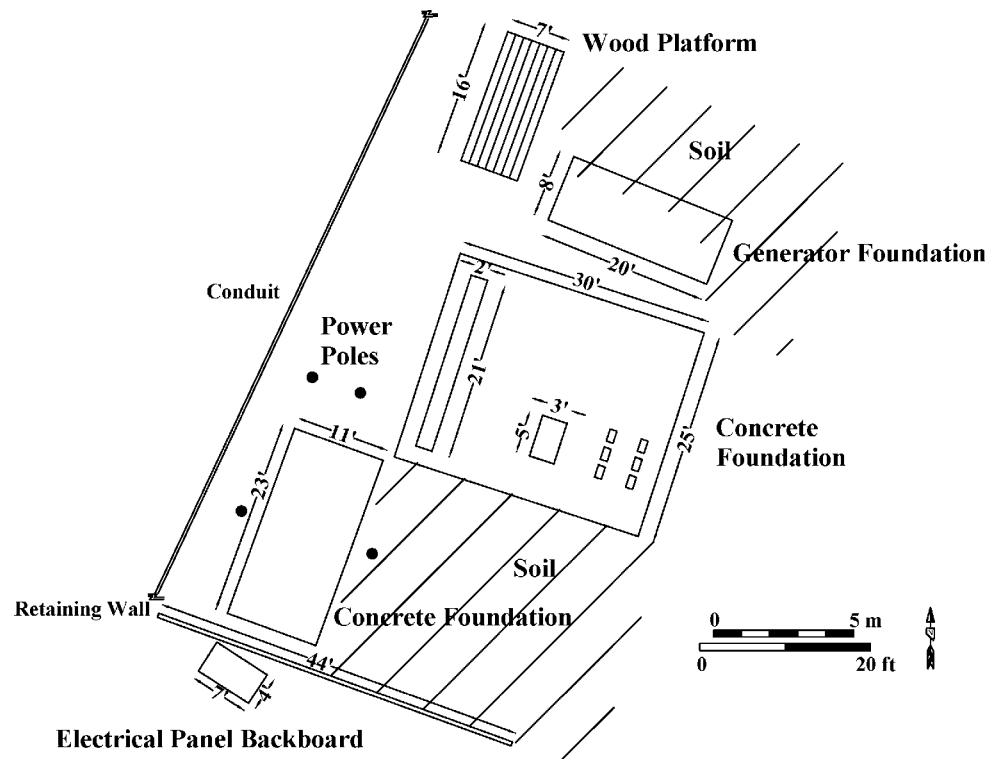 7'
Wood Platform
16'
Soil
8'
Generator Foundation
20'
2'
30'
Conduit
Power
Poles
21'
3'
5'
25'
Concrete
Foundation
11'
23'
Soil
Retaining Wall
Concrete Foundation
0 5 m
0 20 ft
44'
7'
4'
Electrical Panel Backboard